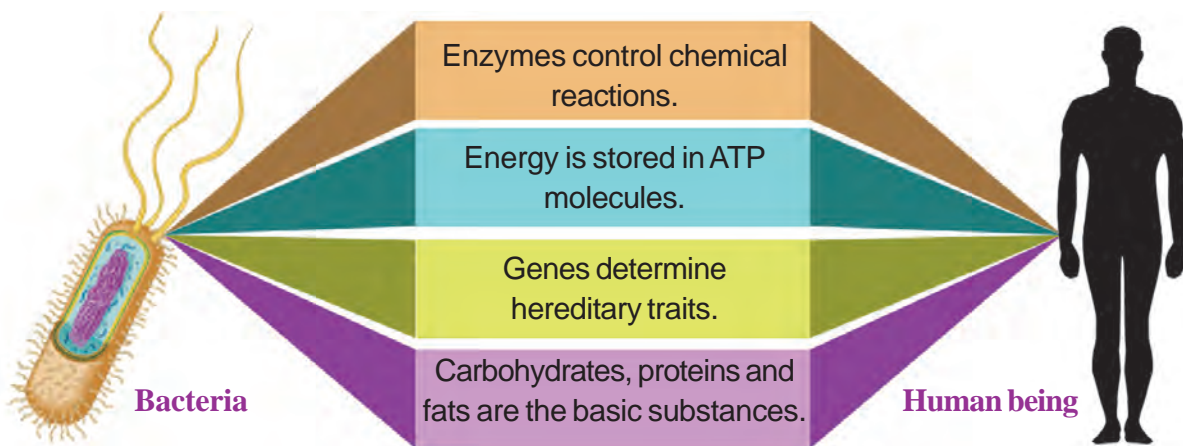 Enzymes control chemical
reactions.
Energy is stored in ATP
molecules.
Genes determine
hereditary traits.
Carbohydrates, proteins and
fats are the basic substances.
Bacteria
Human being